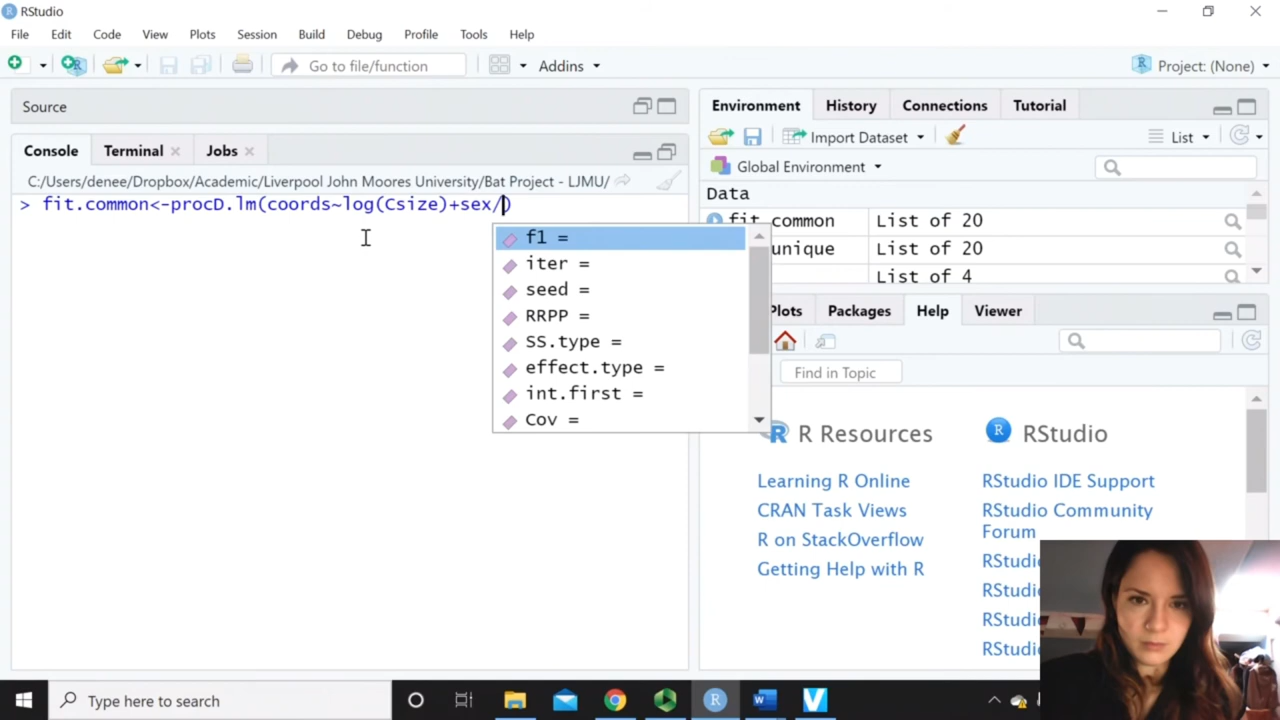 RStudio
File Edit Code View Plots Session Build Debug Profile Tools Help
Go to file/function Addins Project: (None)
Source
Environment History Connections Tutorial
Import Dataset List
Console Terminal Jobs
Global Environment
C:/Users/denee/Dropbox/Academic/Liverpool John Moores University/Bat Project - LJMU/
> fit.common<-procD.lm(coords~log(Csize)+sex/)
Data
fit.common List of 20
unique List of 20
List of 4
f1 =
iter =
seed =
RRPP =
SS.type =
effect.type =
int.first =
Cov =
Plots Packages Help Viewer
Find in Topic
R Resources
RStudio
Learning R Online
CRAN Task Views
R on StackOverflow
Getting Help with R
RStudio IDE Support
RStudio Community
Forum
Type here to search